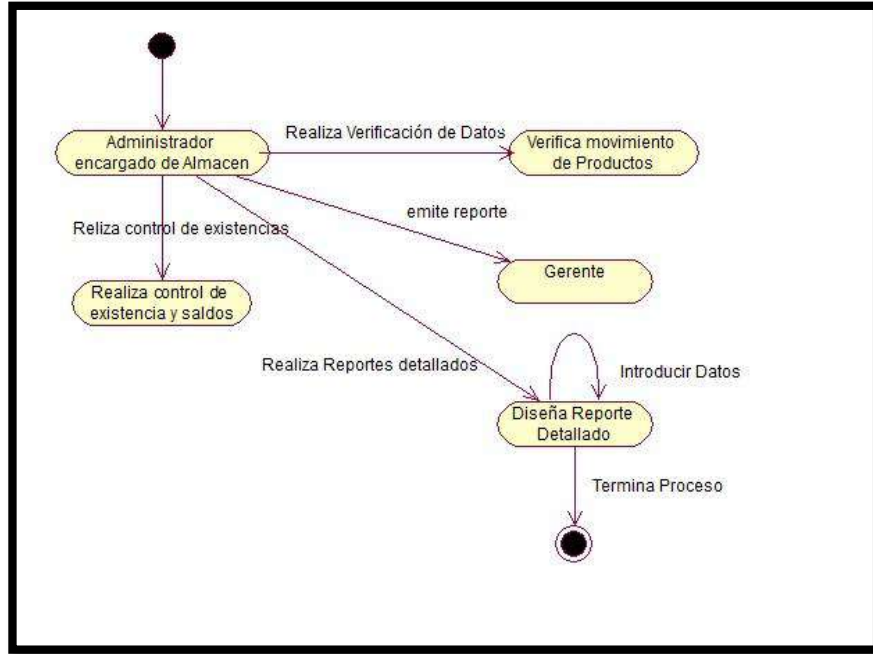 Administrador
encargado de Almacen
Realiza Verificación de Datos
Verifica movimiento
de Productos
emite reporte
Reliza control de existencias
Gerente
Realiza control de
existencia y saldos
Realiza Reportes detallados
Introducir Datos
Diseña Reporte
Detallado
Termina Proceso